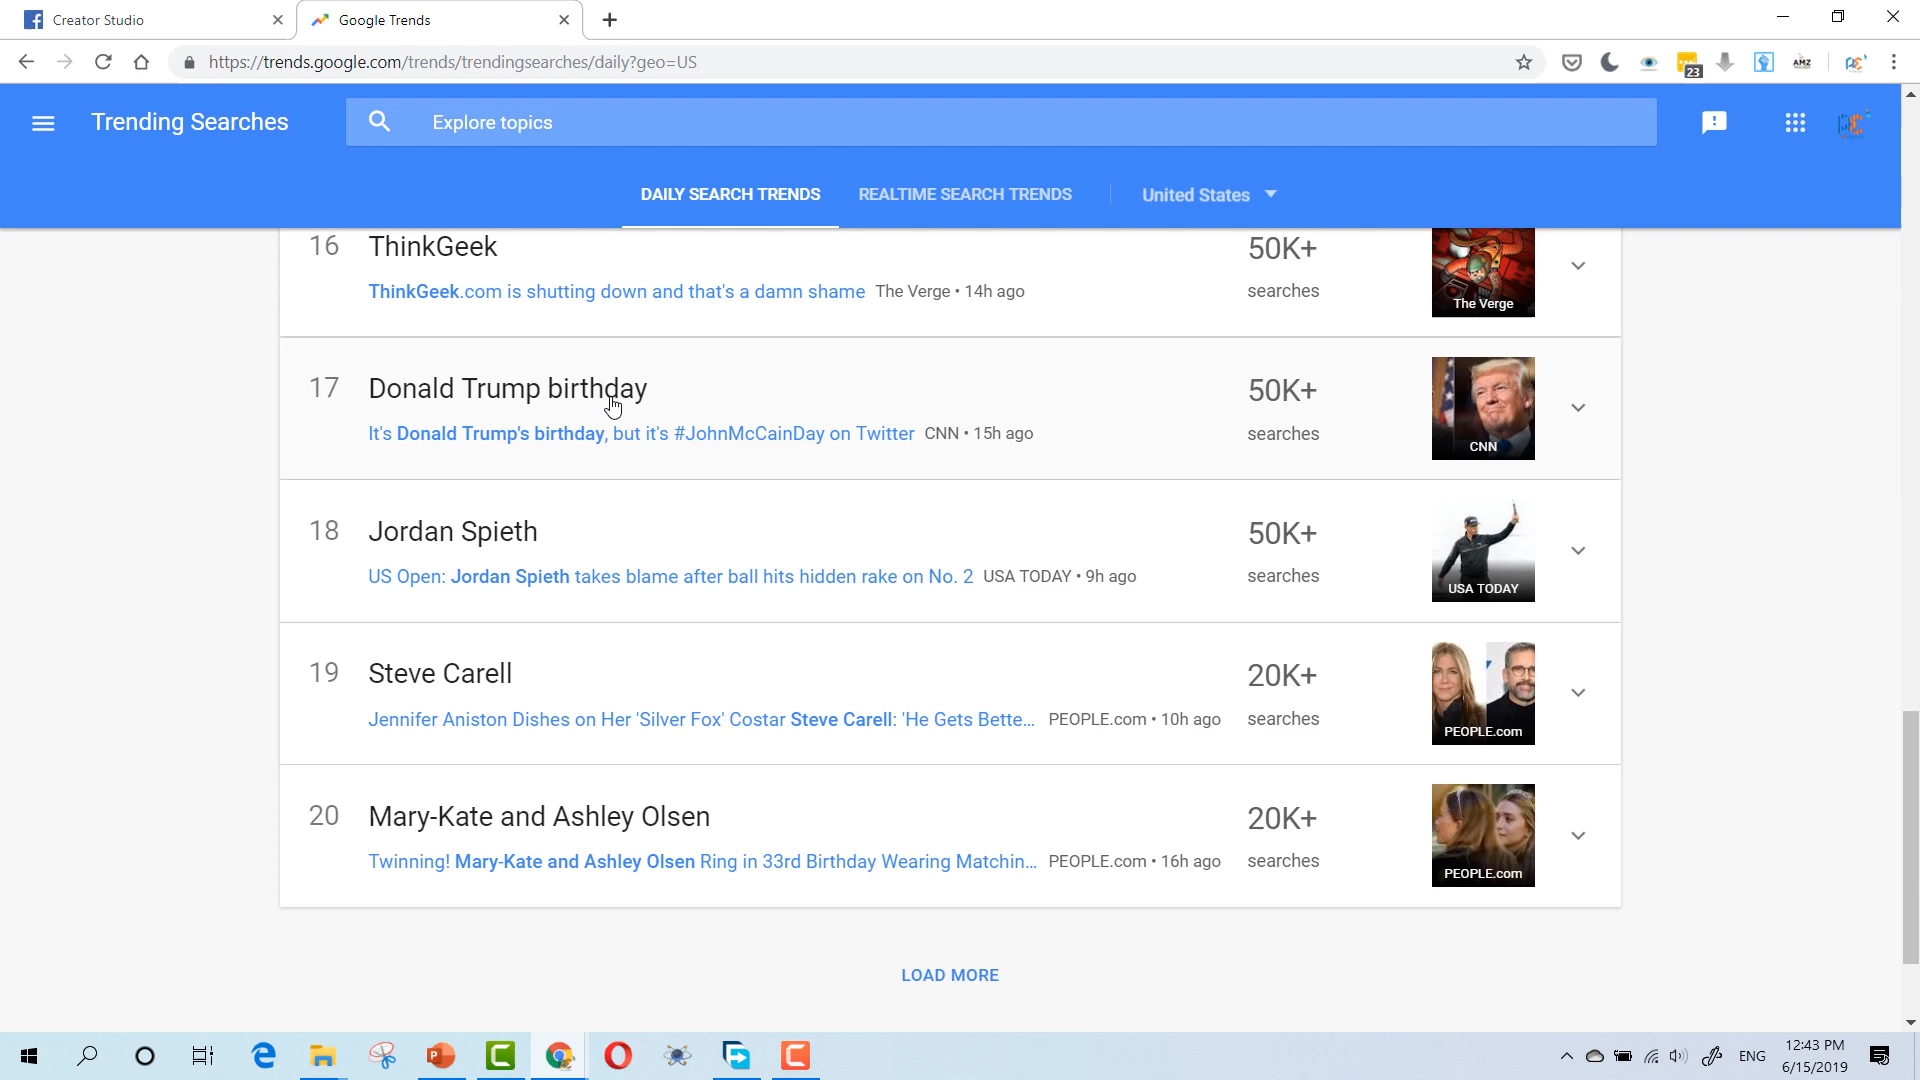 Creator Studio
Google Trends
https://trends.google.com/trends/trendingsearches/daily?geo=US
23
AMZ
Trending Searches
Explore topics
DAILY SEARCH TRENDS
REALTIME SEARCH TRENDS
United States
16 ThinkGeek 50K+
ThinkGeek.com is shutting down and that's a damn shame The Verge • 14h ago searches
The Verge
17 Donald Trump birthday 50K+
It's Donald Trump's birthday, but it's #JohnMcCainDay on Twitter CNN • 15h ago searches
CNN
18 Jordan Spieth 50K+
US Open: Jordan Spieth takes blame after ball hits hidden rake on No. 2 USA TODAY • 9h ago searches
USA TODAY
19 Steve Carell 20K+
Jennifer Aniston Dishes on Her 'Silver Fox' Costar Steve Carell: 'He Gets Bette... PEOPLE.com • 10h ago searches
PEOPLE.com
20 Mary-Kate and Ashley Olsen 20K+
Twinning! Mary-Kate and Ashley Olsen Ring in 33rd Birthday Wearing Matchin... PEOPLE.com • 16h ago searches
PEOPLE.com
LOAD MORE
ENG
12:43 PM
6/15/2019